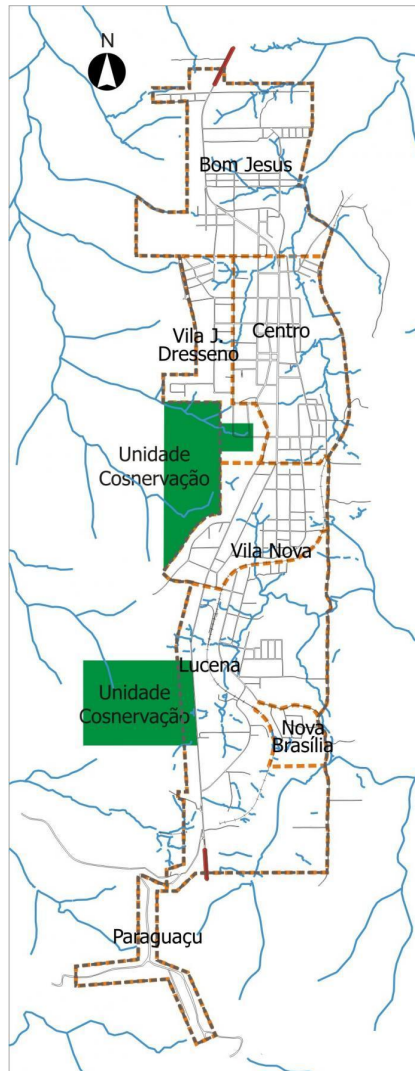 N
Bom Jesus
Vila J.
Dresseno
Centro
Unidade
Cosnervação
Vila Nova
Lucena
Unidade
Cosnervação
Nova
Brasília
Paraguaçu